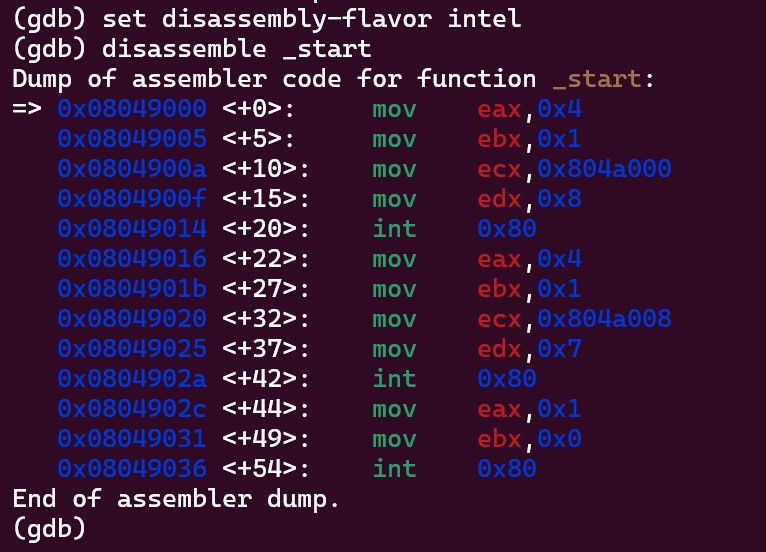 (gdb) set disassembly-flavor intel
(gdb) disassemble _start
Dump of assembler code for function _start:
=> 0x08049000 <+0>:     mov    eax,0x4
   0x08049005 <+5>:     mov    ebx,0x1
   0x0804900a <+10>:    mov    ecx,0x804a000
   0x0804900f <+15>:    mov    edx,0x8
   0x08049014 <+20>:    int    0x80
   0x08049016 <+22>:    mov    eax,0x4
   0x0804901b <+27>:    mov    ebx,0x1
   0x08049020 <+32>:    mov    ecx,0x804a008
   0x08049025 <+37>:    mov    edx,0x7
   0x0804902a <+42>:    int    0x80
   0x0804902c <+44>:    mov    eax,0x1
   0x08049031 <+49>:    mov    ebx,0x0
   0x08049036 <+54>:    int    0x80
End of assembler dump.
(gdb)